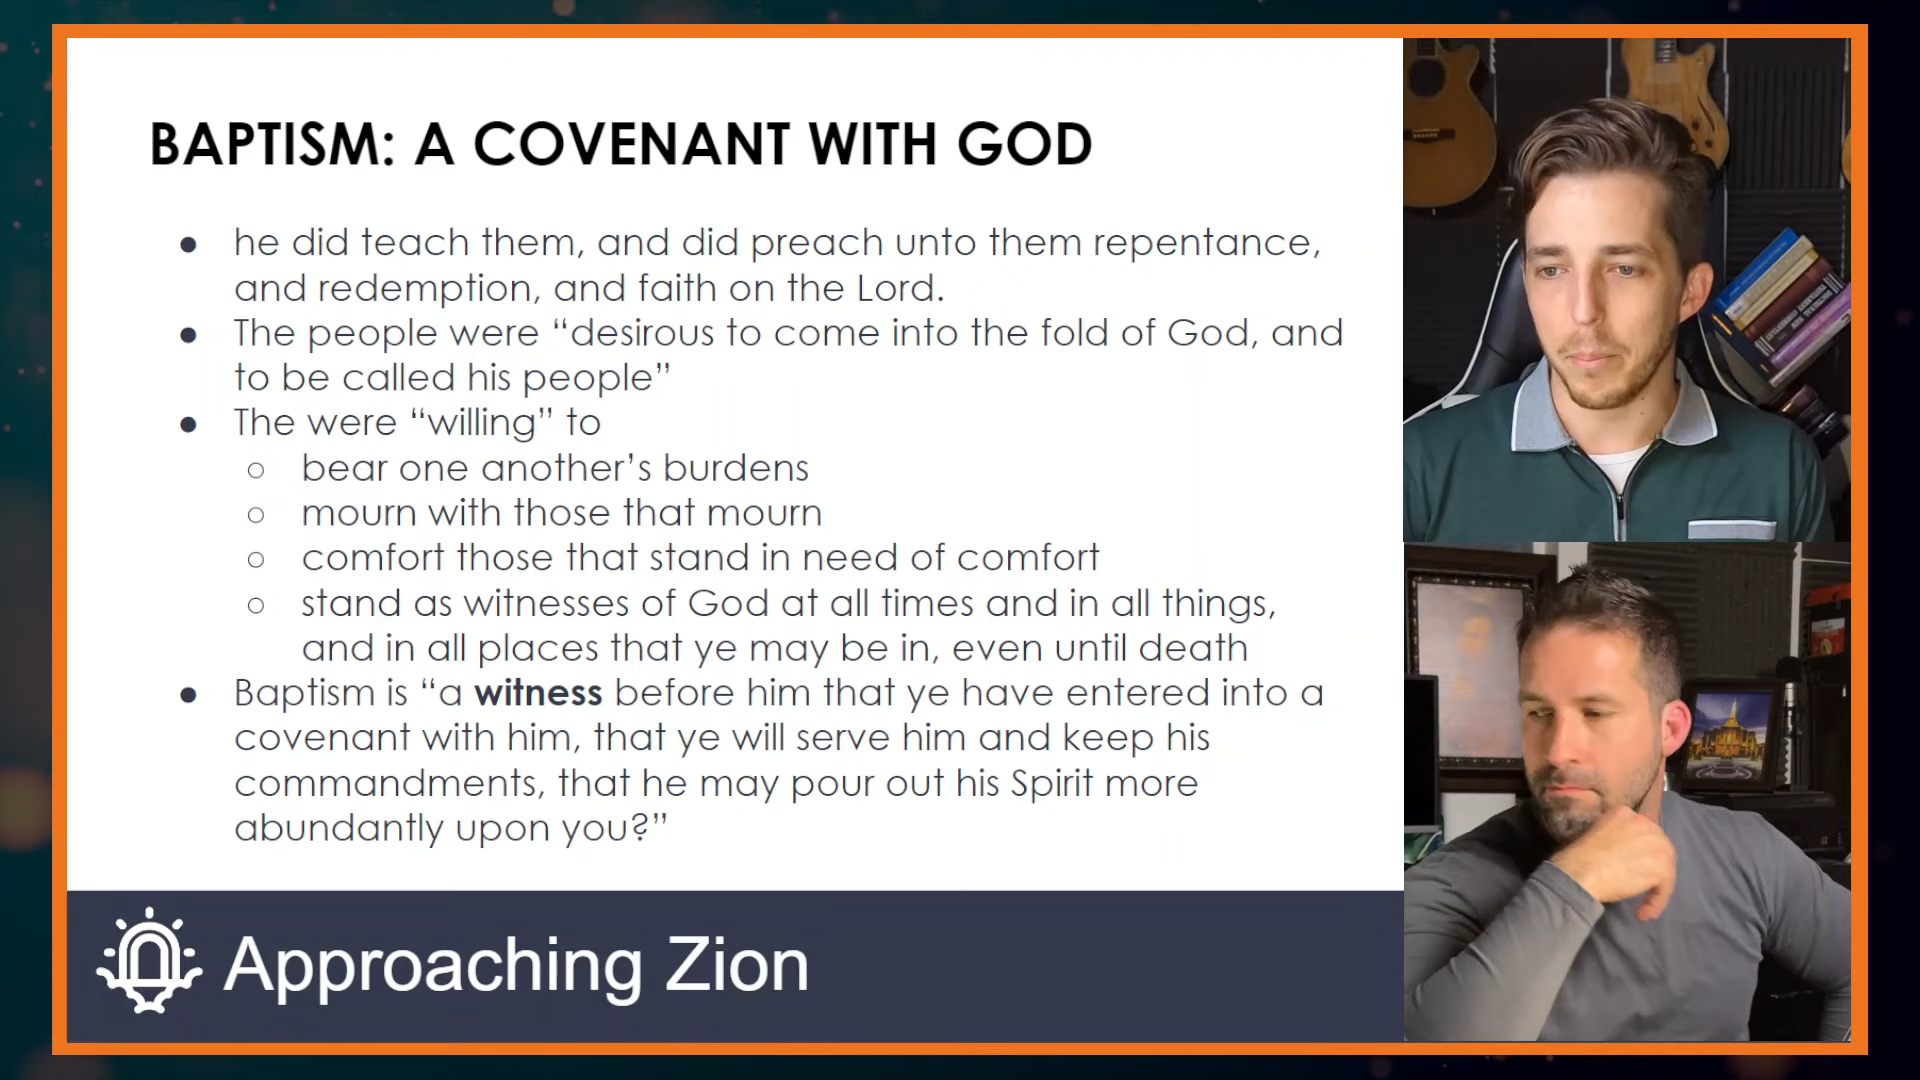 BAPTISM: A COVENANT WITH GOD
● he did teach them, and did preach unto them repentance,
and redemption, and faith on the Lord.
● The people were “desirous to come into the fold of God, and
to be called his people”
● The were “willing” to
○ bear one another’s burdens
○ mourn with those that mourn
○ comfort those that stand in need of comfort
○ stand as witnesses of God at all times and in all things,
and in all places that ye may be in, even until death
● Baptism is “a witness before him that ye have entered into a
covenant with him, that ye will serve him and keep his
commandments, that he may pour out his Spirit more
abundantly upon you?”
Approaching Zion